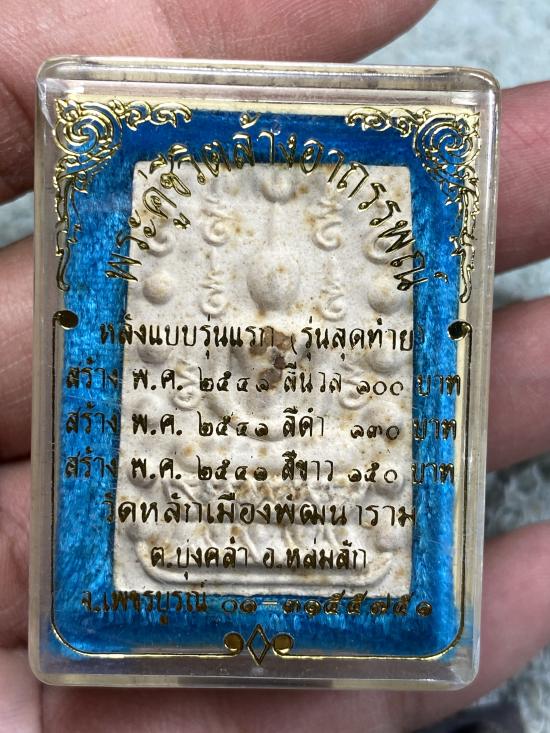 พระคู่ชีวิตล้างอาถรรพณ์
หลังแบบรุ่นแรก (รุ่นสุดท้าย)
สร้าง พ.ศ. ๒๕๔๑ สีนวล ๑๐๐ บาท
สร้าง พ.ศ. ๒๕๔๑ สีดำ ๑๓๐ บาท
สร้าง พ.ศ. ๒๕๔๑ สีขาว ๑๕๐ บาท
วัดหลักเมืองพัฒนาราม
ต.บุ่งคล้า อ.หล่มสัก
จ.เพชรบูรณ์ ๐๑-๓๑๕๕๗๕๑